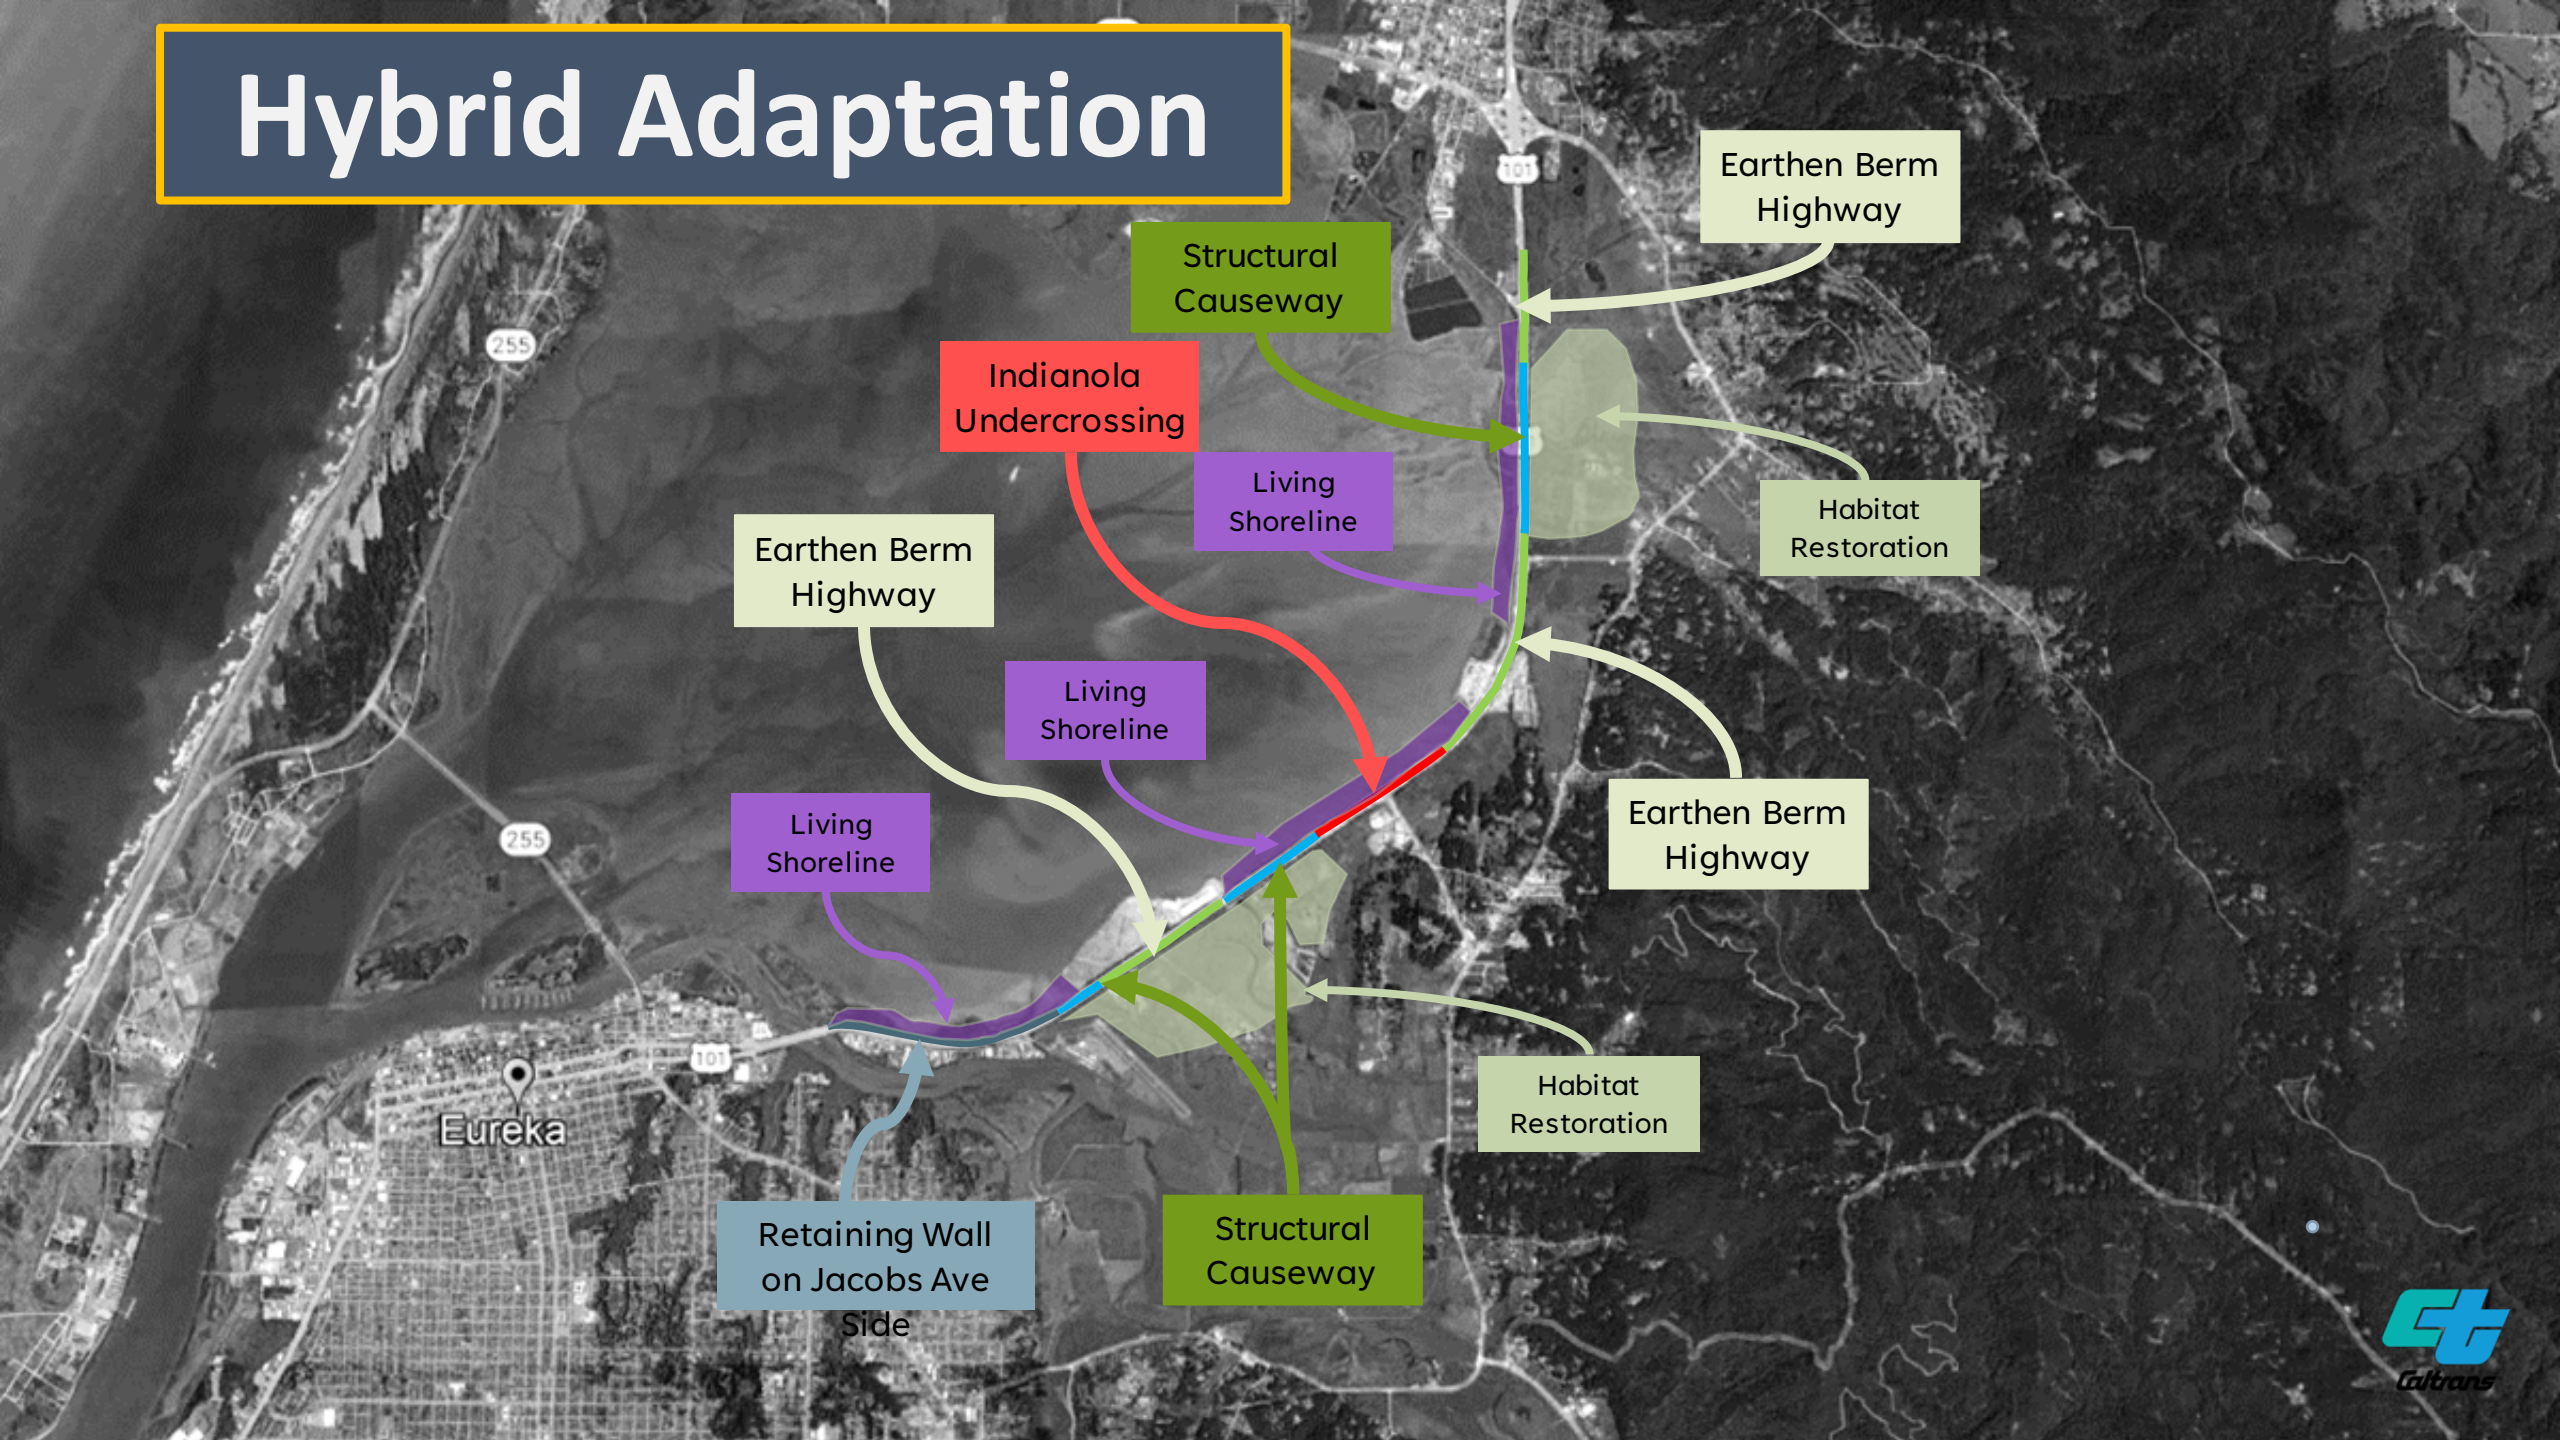 Hybrid Adaptation
101
Earthen Berm
Highway
Structural
Causeway
255
Indianola
Undercrossing
Living
Shoreline
Habitat
Restoration
Earthen Berm
Highway
Living
Shoreline
Earthen Berm
Highway
Living
Shoreline
255
101
Eureka
Habitat
Restoration
Retaining Wall
on Jacobs Ave
Side
Structural
Causeway
Ct
Caltrans